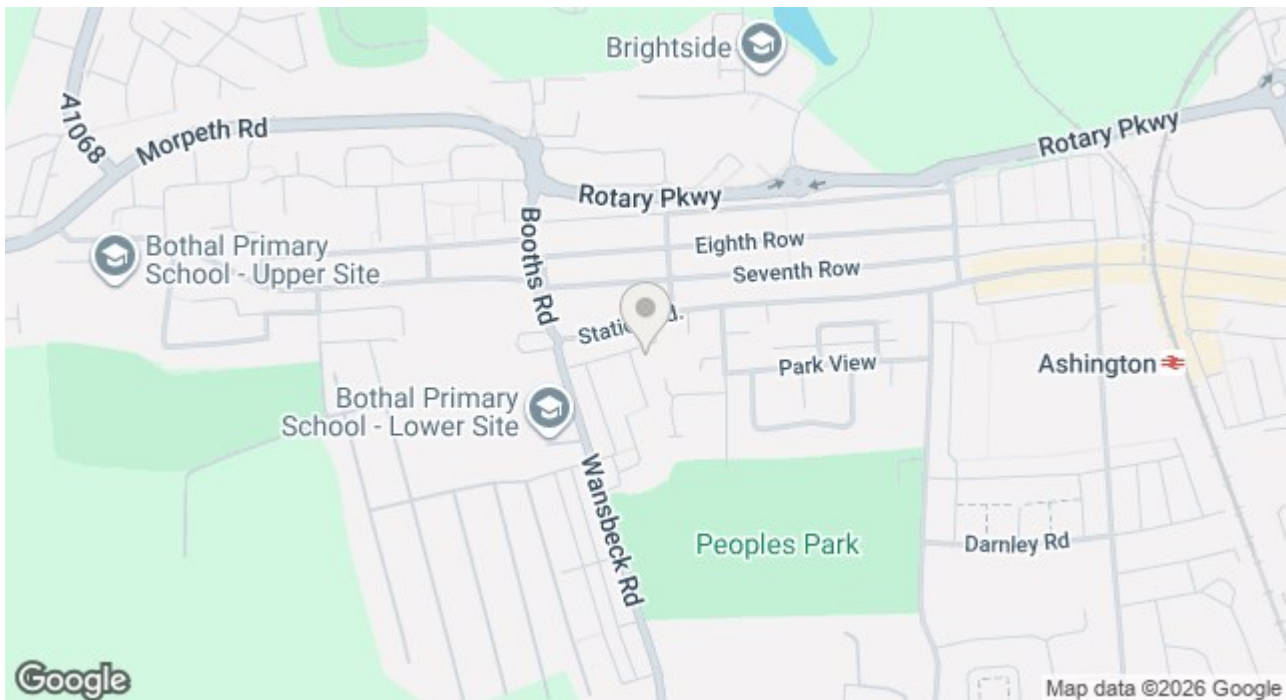 Brightside
A1068
Morpeth Rd
Rotary Pkwy
Rotary Pkwy
Booths Rd
Bothal Primary
School - Upper Site
Eighth Row
Seventh Row
Park View
Ashington
Bothal Primary
School - Lower Site
Wansbeck Rd
Peoples Park
Darnley Rd
Google
Map data ©2026 Google